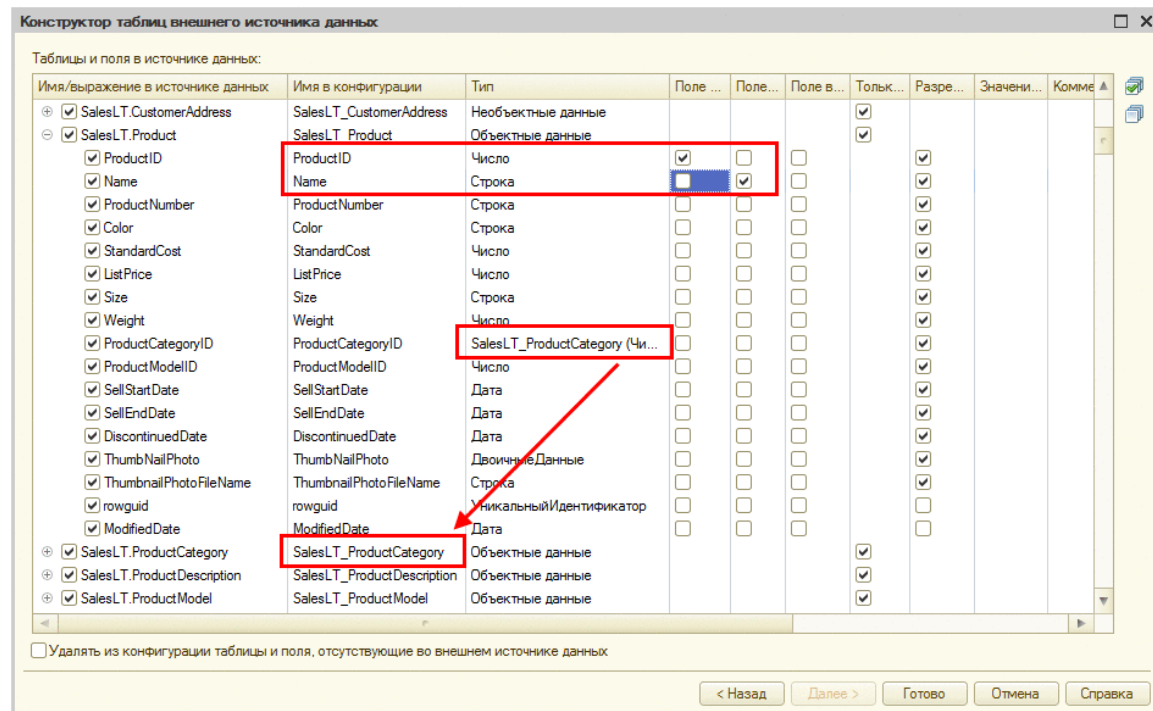 Конструктор таблиц внешнего источника данных
Таблицы и поля в источнике данных:
Имя/выражение в источнике данных Имя в конфигурации Тип Поле ... Поле... Поле в... Тольк... Разре... Значени... Комме
SalesLT.CustomerAddress SalesLT_CustomerAddress Необъектные данные
SalesLT.Product SalesLT_Product Объектные данные
ProductID ProductID Число
Name Name Строка
ProductNumber ProductNumber Строка
Color Color Строка
StandardCost StandardCost Число
ListPrice ListPrice Число
Size Size Строка
Weight Weight Число
ProductCategoryID ProductCategoryID SalesLT_ProductCategory (Чи...
ProductModelID ProductModelID Число
SellStartDate SellStartDate Дата
SellEndDate SellEndDate Дата
DiscontinuedDate DiscontinuedDate Дата
ThumbNailPhoto ThumbNailPhoto ДвоичныеДанные
ThumbnailPhotoFileName ThumbnailPhotoFileName Строка
rowguid rowguid УникальныйИдентификатор
ModifiedDate ModifiedDate Дата
SalesLT.ProductCategory SalesLT_ProductCategory Объектные данные
SalesLT.ProductDescription SalesLT_ProductDescription Объектные данные
SalesLT.ProductModel SalesLT_ProductModel Объектные данные
Удалять из конфигурации таблицы и поля, отсутствующие во внешнем источнике данных
< Назад Далее > Готово Отмена Справка